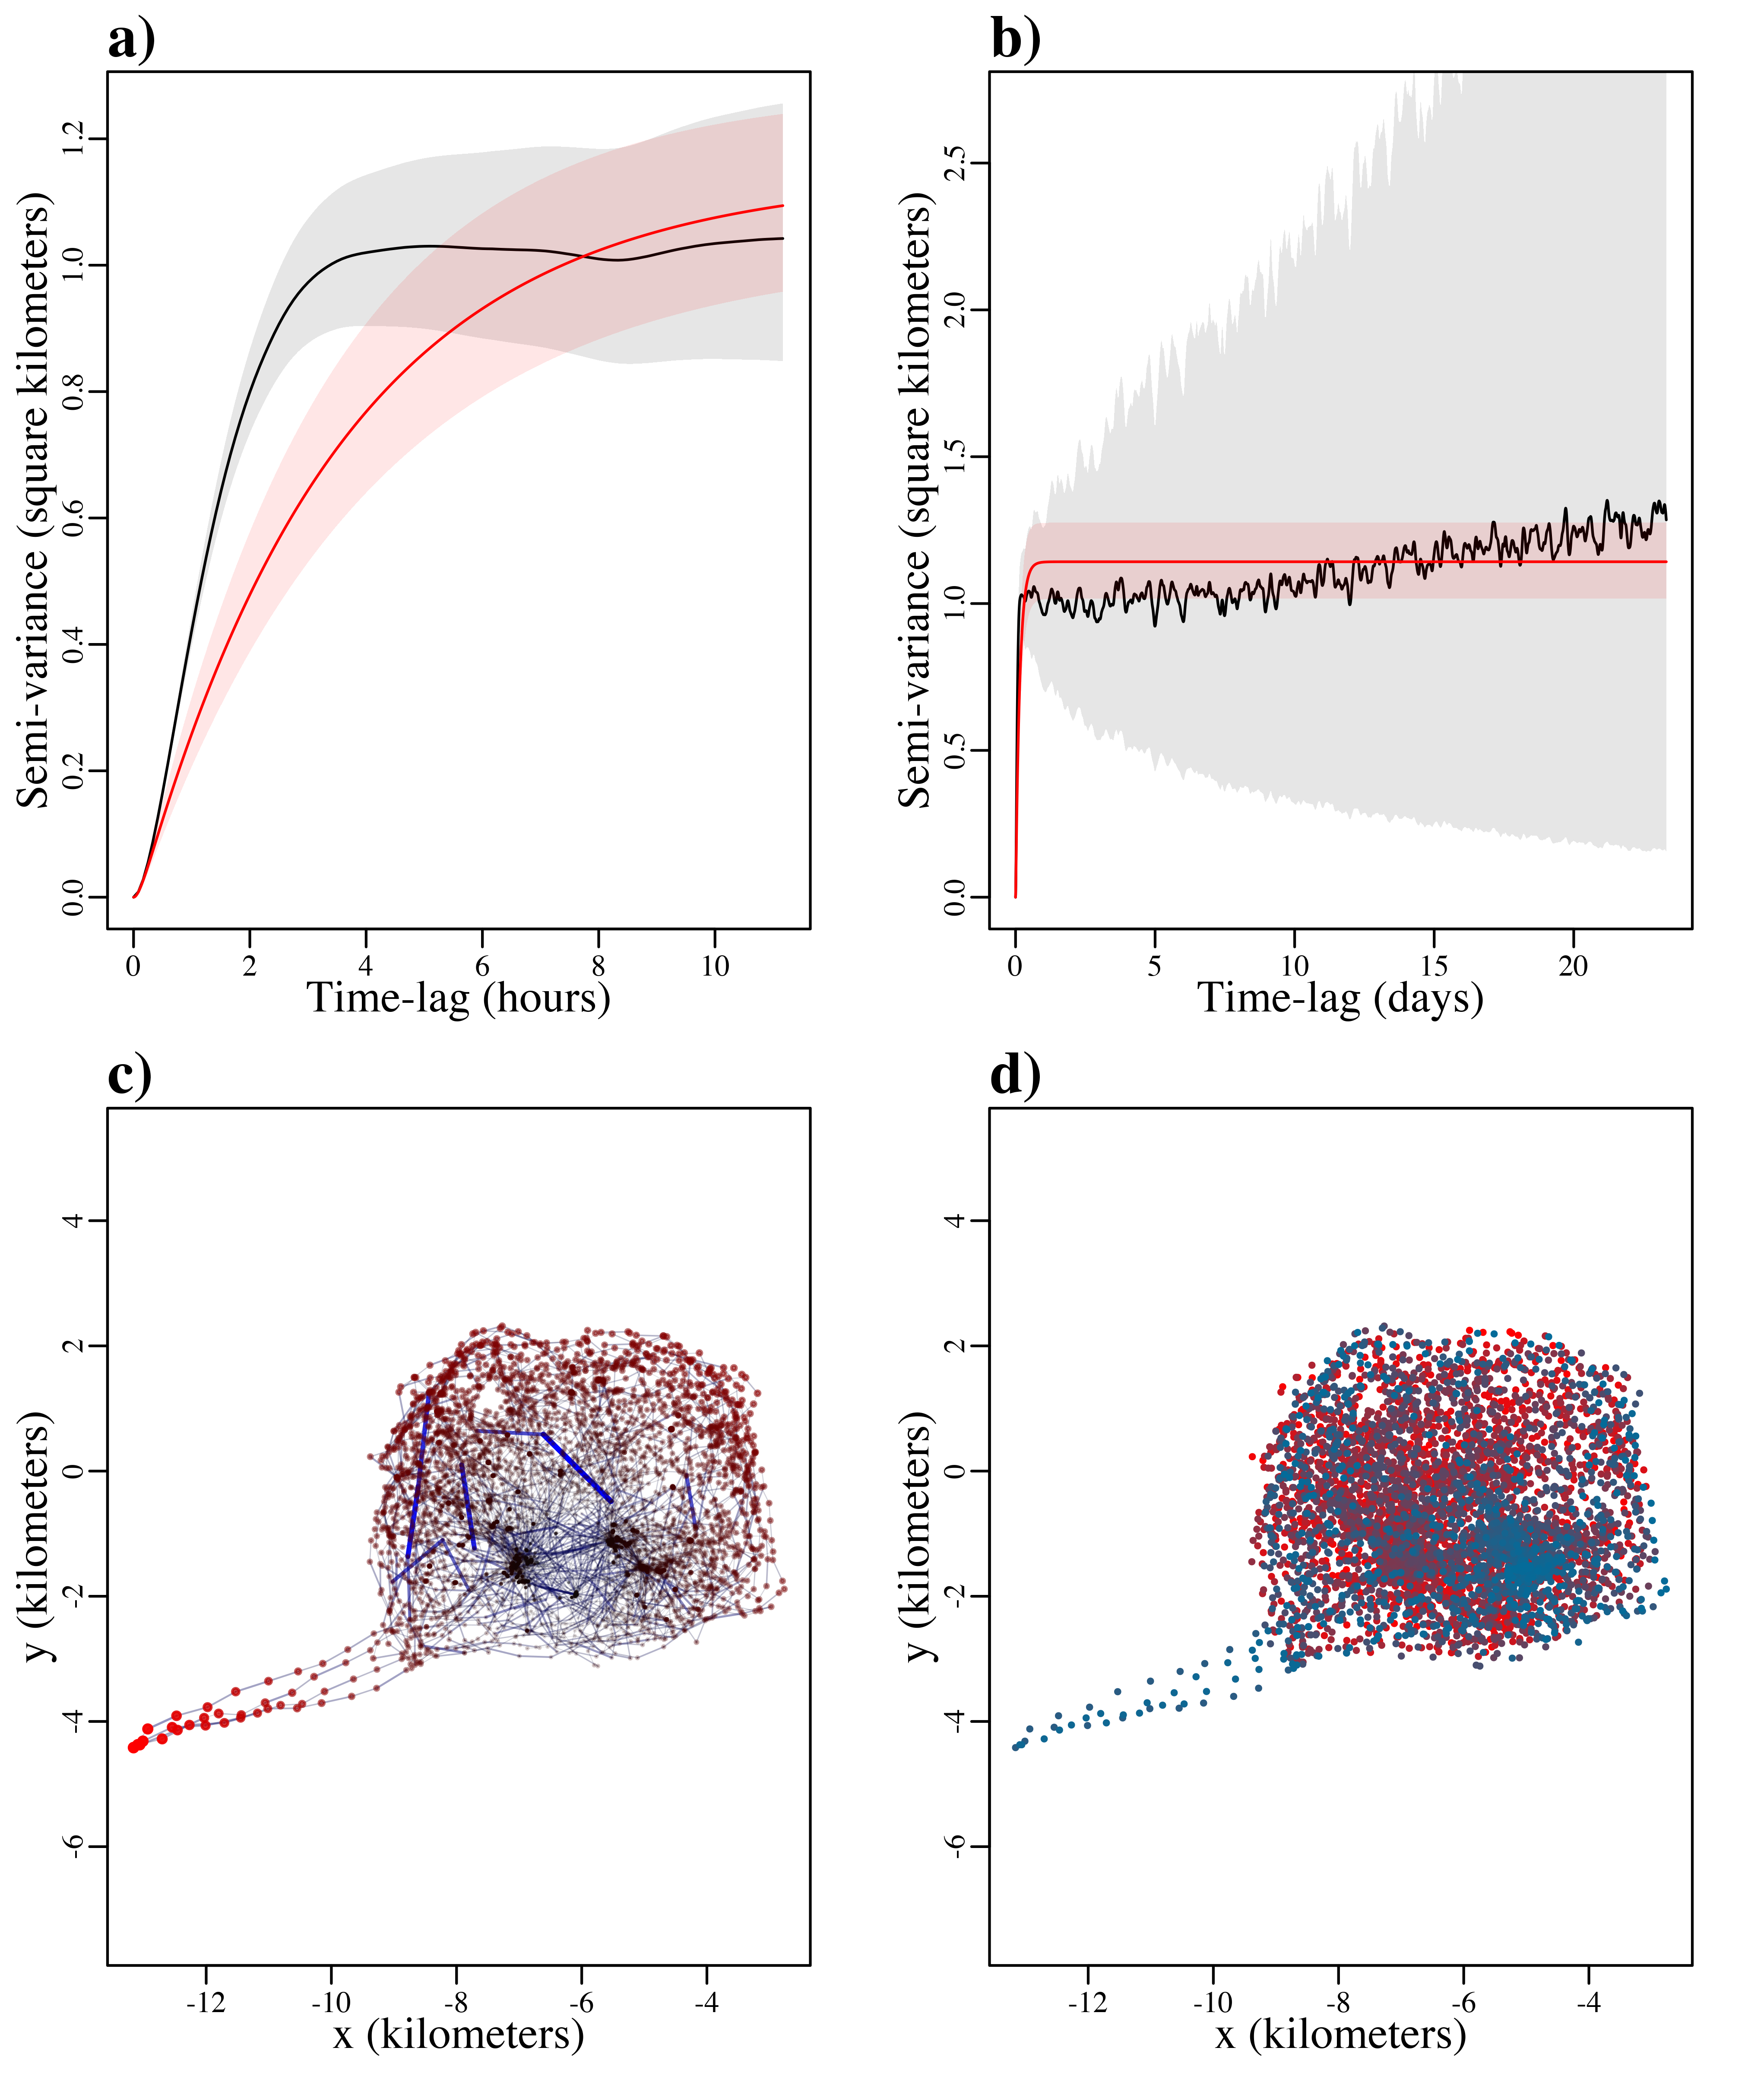 a)
Semi-variance (square kilometers)
0.0 0.2 0.4 0.6 0.8 1.0 1.2
0 2 4 6 8 10
Time-lag (hours)
b)
Semi-variance (square kilometers)
0.0 0.5 1.0 1.5 2.0 2.5
0 5 10 15 20
Time-lag (days)
c)
y (kilometers)
-6 -4 -2 0 2 4
-12 -10 -8 -6 -4
x (kilometers)
d)
y (kilometers)
-6 -4 -2 0 2 4
-12 -10 -8 -6 -4
x (kilometers)